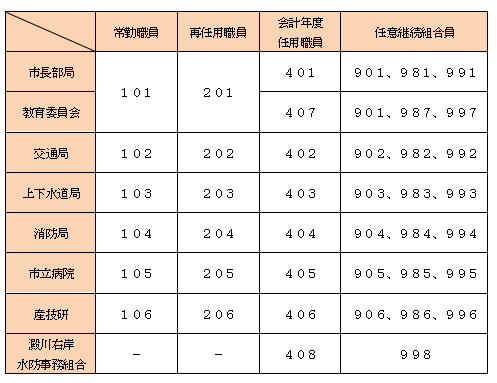 常勤職員 再任用職員 会計年度任用職員 任意継続組合員
市長部局 １０１ ２０１ ４０１ ９０１、９８１、９９１
教育委員会 ４０７ ９０１、９８７、９９７
交通局 １０２ ２０２ ４０２ ９０２、９８２、９９２
上下水道局 １０３ ２０３ ４０３ ９０３、９８３、９９３
消防局 １０４ ２０４ ４０４ ９０４、９８４、９９４
市立病院 １０５ ２０５ ４０５ ９０５、９８５、９９５
産技研 １０６ ２０６ ４０６ ９０６、９８６、９９６
澱川右岸水防事務組合 － － ４０８ ９９８